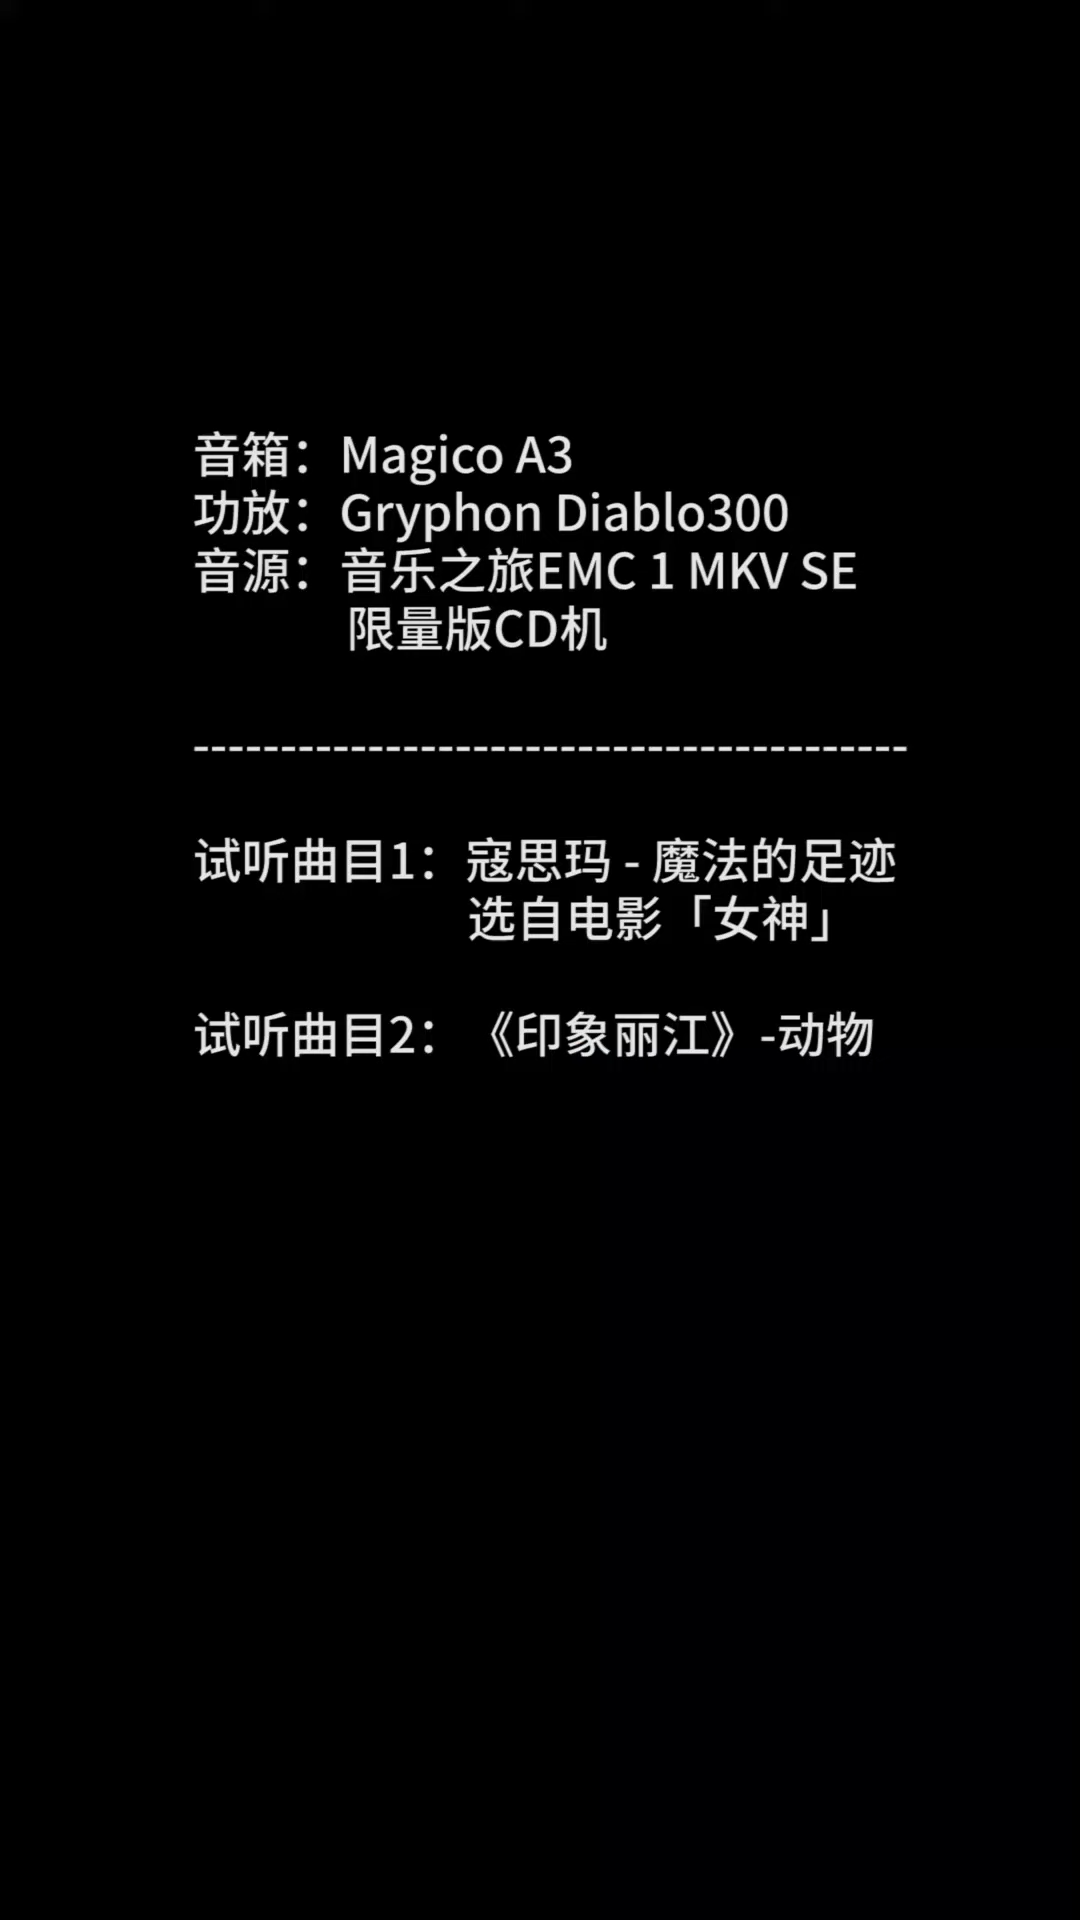 音箱：Magico A3
功放：Gryphon Diablo300
音源：音乐之旅EMC 1 MKV SE
限量版CD机
-----------------------------------------
试听曲目1：寇思玛 - 魔法的足迹
选自电影「女神」
试听曲目2：《印象丽江》-动物